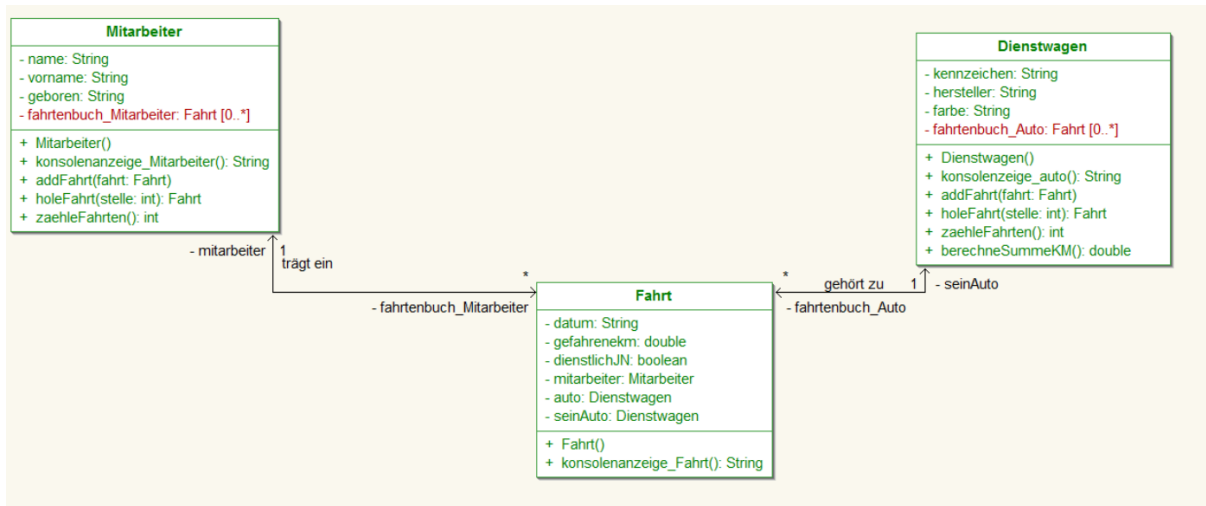 Mitarbeiter
- name: String
- vorname: String
- geboren: String
- fahrtenbuch_Mitarbeiter: Fahrt [0..*]
+ Mitarbeiter()
+ konsolenanzeige_Mitarbeiter(): String
+ addFahrt(fahrt: Fahrt)
+ holeFahrt(stelle: int): Fahrt
+ zaehleFahrten(): int
- mitarbeiter
1
trägt ein
*
- fahrtenbuch_Mitarbeiter
Dienstwagen
- kennzeichen: String
- hersteller: String
- farbe: String
- fahrtenbuch_Auto: Fahrt [0..*]
+ Dienstwagen()
+ konsolenzeige_auto(): String
+ addFahrt(fahrt: Fahrt)
+ holeFahrt(stelle: int): Fahrt
+ zaehleFahrten(): int
+ berechneSummeKM(): double
*
gehört zu
1
- seinAuto
- fahrtenbuch_Auto
Fahrt
- datum: String
- gefahrenekm: double
- dienstlichJN: boolean
- mitarbeiter: Mitarbeiter
- auto: Dienstwagen
- seinAuto: Dienstwagen
+ Fahrt()
+ konsolenanzeige_Fahrt(): String